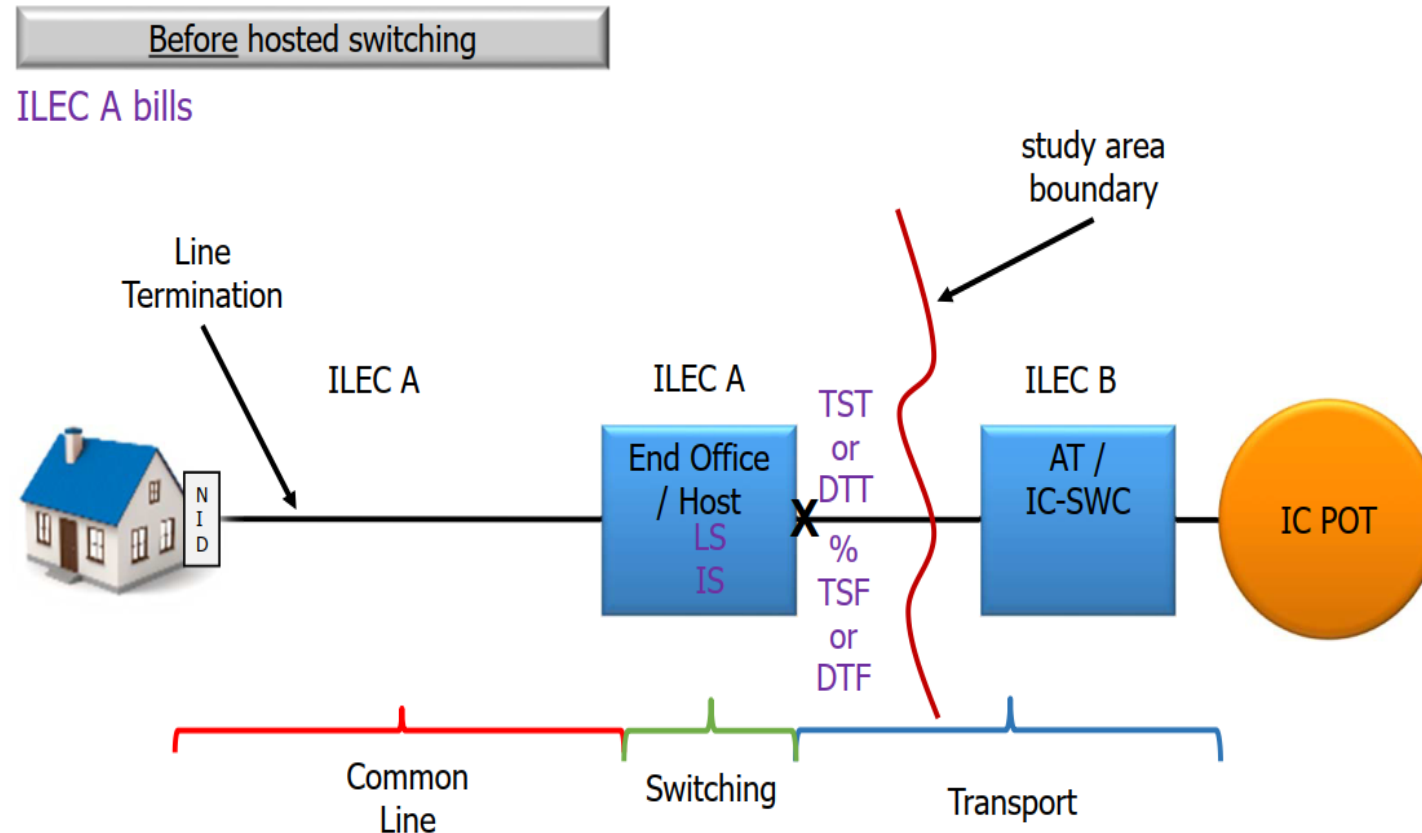 Before hosted switching
ILEC A bills
study area
boundary
Line
Termination
ILEC A
ILEC A
ILEC B
TST
or
DTT
%
TSF
or
DTF
N
I
D
End Office
/ Host
LS
IS
X
AT /
IC-SWC
IC POT
Common
Line
Switching
Transport